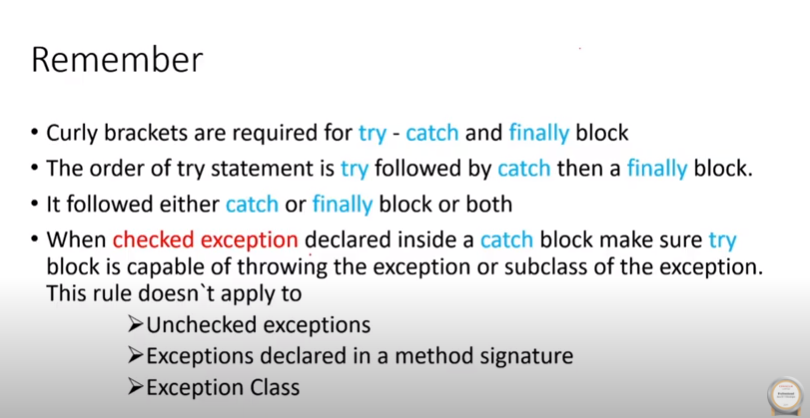 Remember
• Curly brackets are required for try - catch and finally block
• The order of try statement is try followed by catch then a finally block.
• It followed either catch or finally block or both
• When checked exception declared inside a catch block make sure try
block is capable of throwing the exception or subclass of the exception.
This rule doesn`t apply to
➢Unchecked exceptions
➢Exceptions declared in a method signature
➢Exception Class